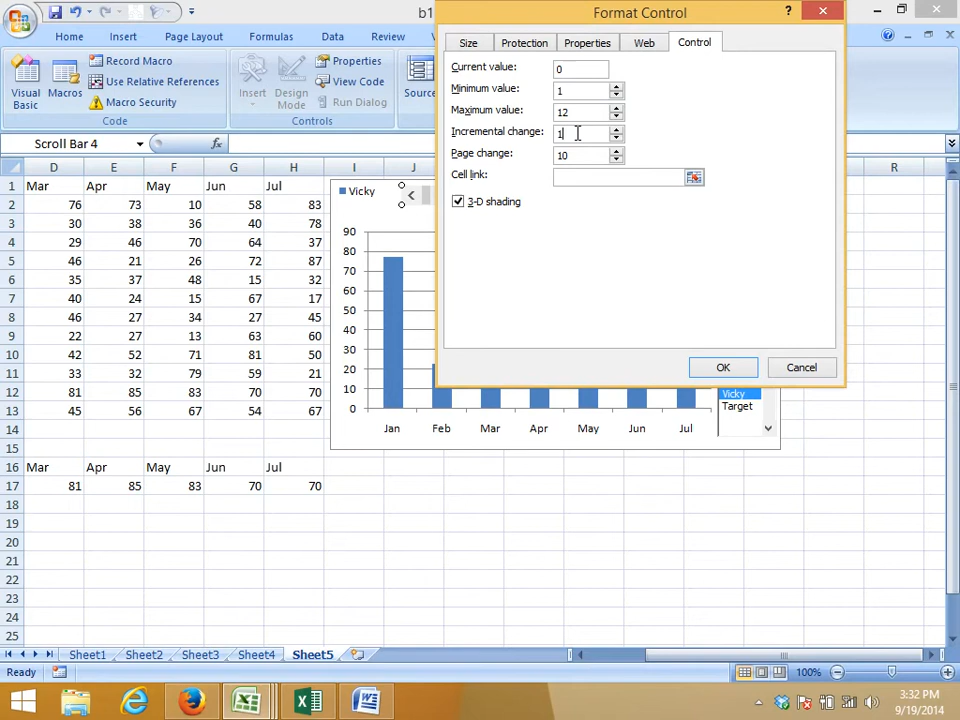 b1
Format Control
?
Home Insert Page Layout Formulas Data Review
Visual Basic
Macros
Record Macro
Use Relative References
Macro Security
Code
Insert
Design Mode
Properties
View Code
Run Dialog
Controls
Source
Size Protection Properties Web Control
Current value: 0
Minimum value: 1
Maximum value: 12
Incremental change: 1
Page change: 10
Cell link:
3-D shading
OK Cancel
Scroll Bar 4 fx
D E F G H I J R
1 Mar Apr May Jun Jul
2 76 73 10 58 83
3 30 38 36 40 78
4 29 46 70 64 37
5 46 21 26 72 87
6 35 37 48 15 32
7 40 24 15 67 17
8 46 27 34 27 45
9 22 27 13 63 60
10 42 52 71 81 50
11 33 32 79 59 21
12 81 85 83 70 70
13 45 56 67 54 67
14
15
16 Mar Apr May Jun Jul
17 81 85 83 70 70
18
19
20
21
22
23
24
25
Vicky
90
80
70
60
50
40
30
20
10
0
Jan Feb Mar Apr May Jun Jul
Vicky
Target
Sheet1 Sheet2 Sheet3 Sheet4 Sheet5
Ready 100%
3:32 PM
9/19/2014